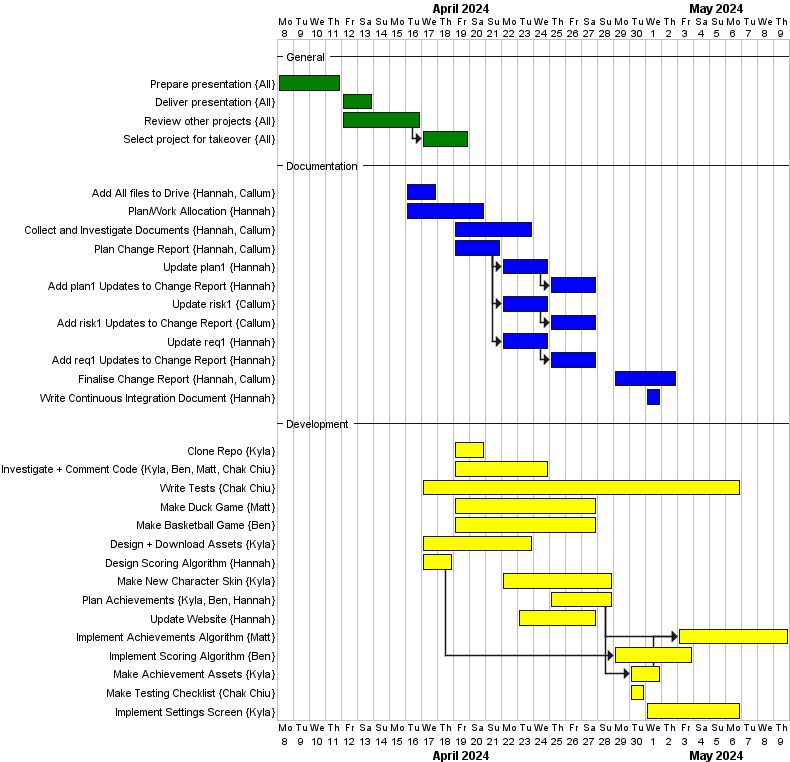 April 2024 May 2024
Mo Tu We Th Fr Sa Su Mo Tu We Th Fr Sa Su Mo Tu We Th Fr Sa Su Mo Tu We Th Fr Sa Su Mo Tu We Th
8 9 10 11 12 13 14 15 16 17 18 19 20 21 22 23 24 25 26 27 28 29 30 1 2 3 4 5 6 7 8 9
General
Prepare presentation {All}
Deliver presentation {All}
Review other projects {All}
Select project for takeover {All}
Documentation
Add All files to Drive {Hannah, Callum}
Plan/Work Allocation {Hannah}
Collect and Investigate Documents {Hannah, Callum}
Plan Change Report {Hannah, Callum}
Update plan1 {Hannah}
Add plan1 Updates to Change Report {Hannah}
Update risk1 {Callum}
Add risk1 Updates to Change Report {Callum}
Update req1 {Hannah}
Add req1 Updates to Change Report {Hannah}
Finalise Change Report {Hannah, Callum}
Write Continuous Integration Document {Hannah}
Development
Clone Repo {Kyla}
Investigate + Comment Code {Kyla, Ben, Matt, Chak Chiu}
Write Tests {Chak Chiu}
Make Duck Game {Matt}
Make Basketball Game {Ben}
Design + Download Assets {Kyla}
Design Scoring Algorithm {Hannah}
Make New Character Skin {Kyla}
Plan Achievements {Kyla, Ben, Hannah}
Update Website {Hannah}
Implement Achievements Algorithm {Matt}
Implement Scoring Algorithm {Ben}
Make Achievement Assets {Kyla}
Make Testing Checklist {Chak Chiu}
Implement Settings Screen {Kyla}
Mo Tu We Th Fr Sa Su Mo Tu We Th Fr Sa Su Mo Tu We Th Fr Sa Su Mo Tu We Th Fr Sa Su Mo Tu We Th
8 9 10 11 12 13 14 15 16 17 18 19 20 21 22 23 24 25 26 27 28 29 30 1 2 3 4 5 6 7 8 9
April 2024 May 2024